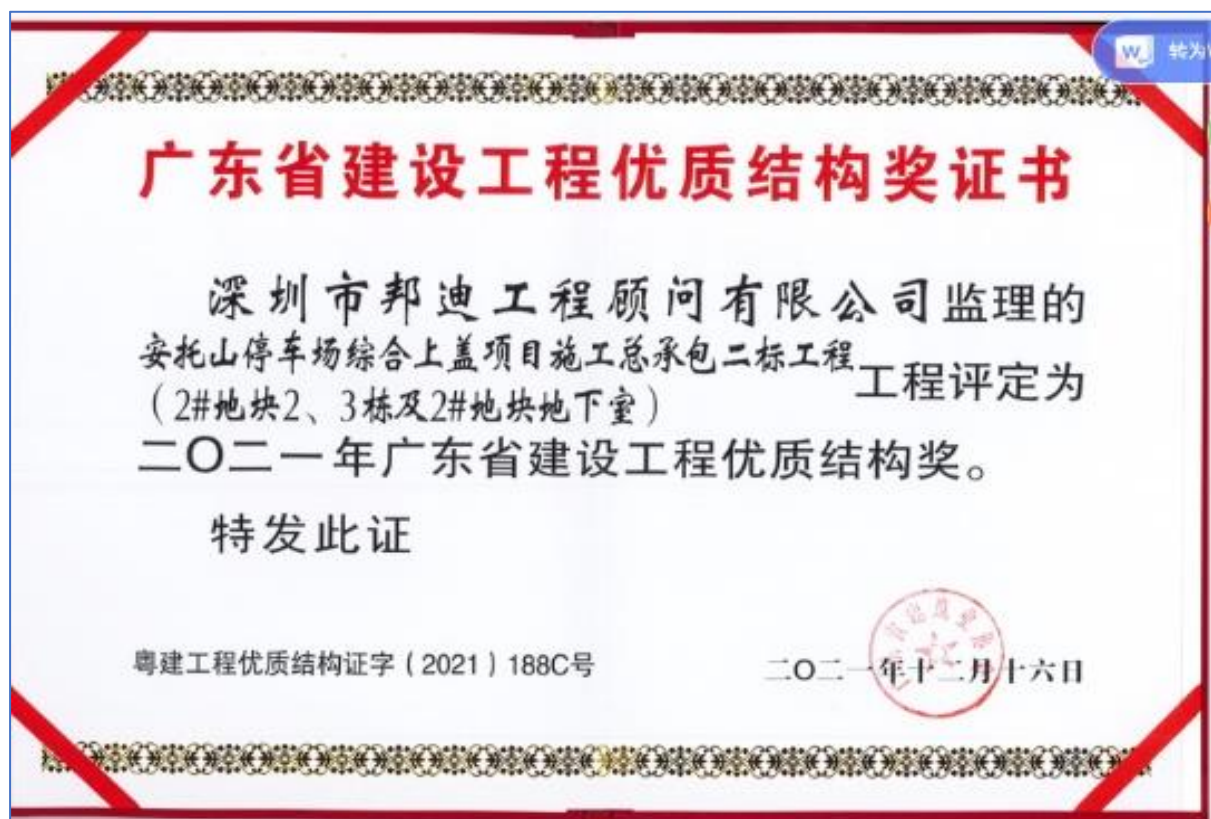 转为W
广东省建设工程优质结构奖证书
深圳市邦迪工程顾问有限公司监理的
安托山停车场综合上盖项目施工总承包二标工程
（2#地块2、3栋及2#地块地下室）
工程评定为
二〇二一年广东省建设工程优质结构奖。
特发此证
粤建工程优质结构证字（2021）188C号
二〇二一年十二月十六日